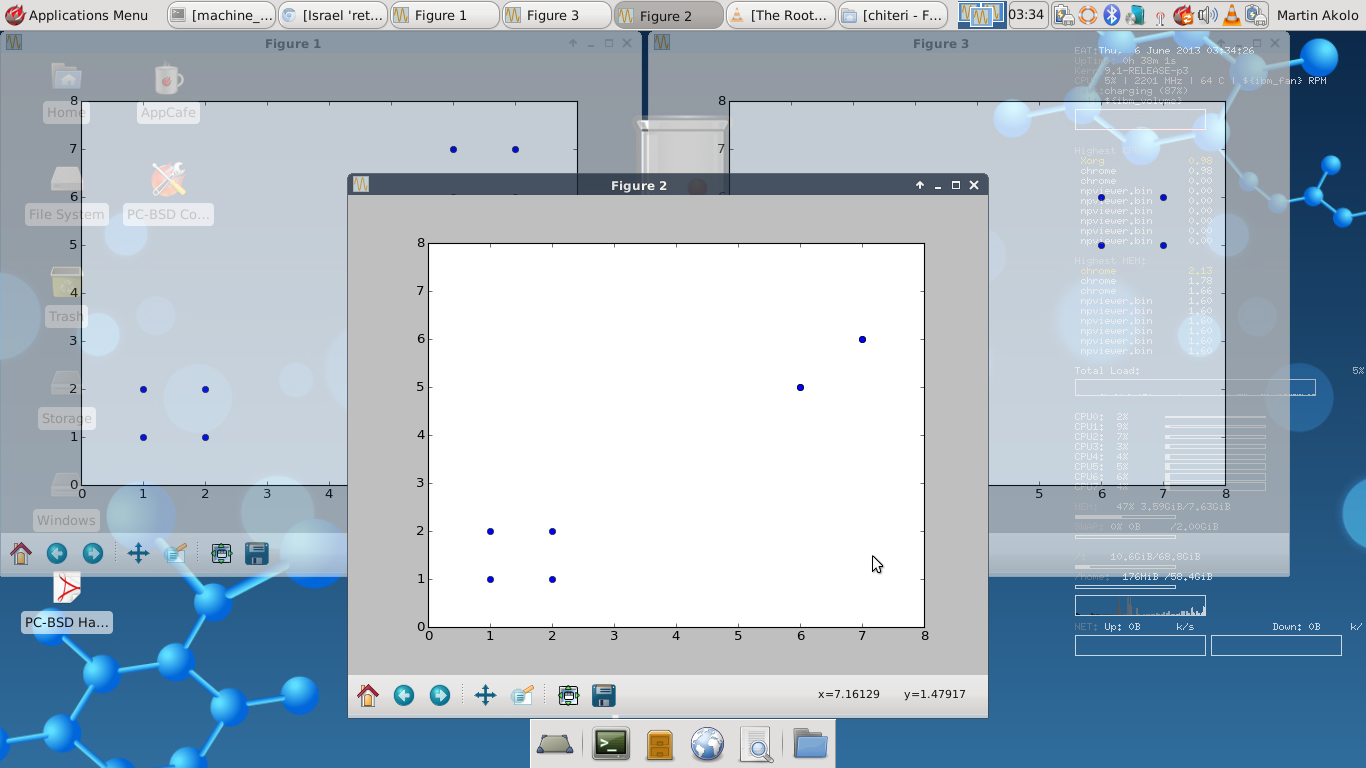 Applications Menu
[machine_...
[Israel 'ret...
Figure 1
Figure 3
Figure 2
[The Root...
[chiteri - F...
03:34
Martin Akolo
Figure 1
Figure 3
EAT:Thu, 6 June 2013 03:34:26
UpTime: 0h 38m 1s
9.1-RELEASE-p3
5% | 2201 MHz | 64 C | ${ibm_fan} RPM
charging (87%)
${ibm_volume}
Home
AppCafe
File System
PC-BSD Co...
Trash
Storage
Windows
PC-BSD Ha...
8
7
6
5
4
3
2
1
0
0 1 2 3 4
8
7
5 6 7 8
Highest
Xorg 0.98
chrome 0.98
chrome 0.00
npviewer.bin 0.00
npviewer.bin 0.00
npviewer.bin 0.00
npviewer.bin 0.00
npviewer.bin 0.00
npviewer.bin 0.00
Highest MEM:
chrome 2.13
chrome 1.78
chrome 1.66
npviewer.bin 1.60
npviewer.bin 1.60
npviewer.bin 1.60
npviewer.bin 1.60
npviewer.bin 1.60
npviewer.bin 1.60
Total Load: 5%
CPU0: 2%
CPU1: 9%
CPU2: 7%
CPU3: 3%
CPU4: 4%
CPU5: 5%
CPU6: 6%
MEM: 47% 3.59GiB/7.63GiB
SWAP: 0% 0B /2.00GiB
/: 10.6GiB/68.8GiB
/home: 176MiB /58.4GiB
NET: Up: 0B k/s Down: 0B k/
Figure 2
8
7
6
5
4
3
2
1
0
0 1 2 3 4 5 6 7 8
x=7.16129 y=1.47917